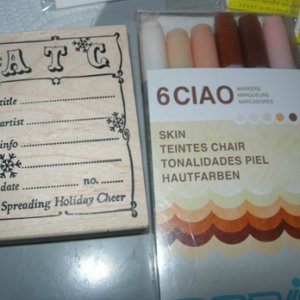 A T C
title
artist
info
date no.
Spreading Holiday Cheer
6 CIAO
MARKERS
MARQUEURS
MARCADORES
SKIN
TEINTES CHAIR
TONALIDADES PIEL
HAUTFARBEN